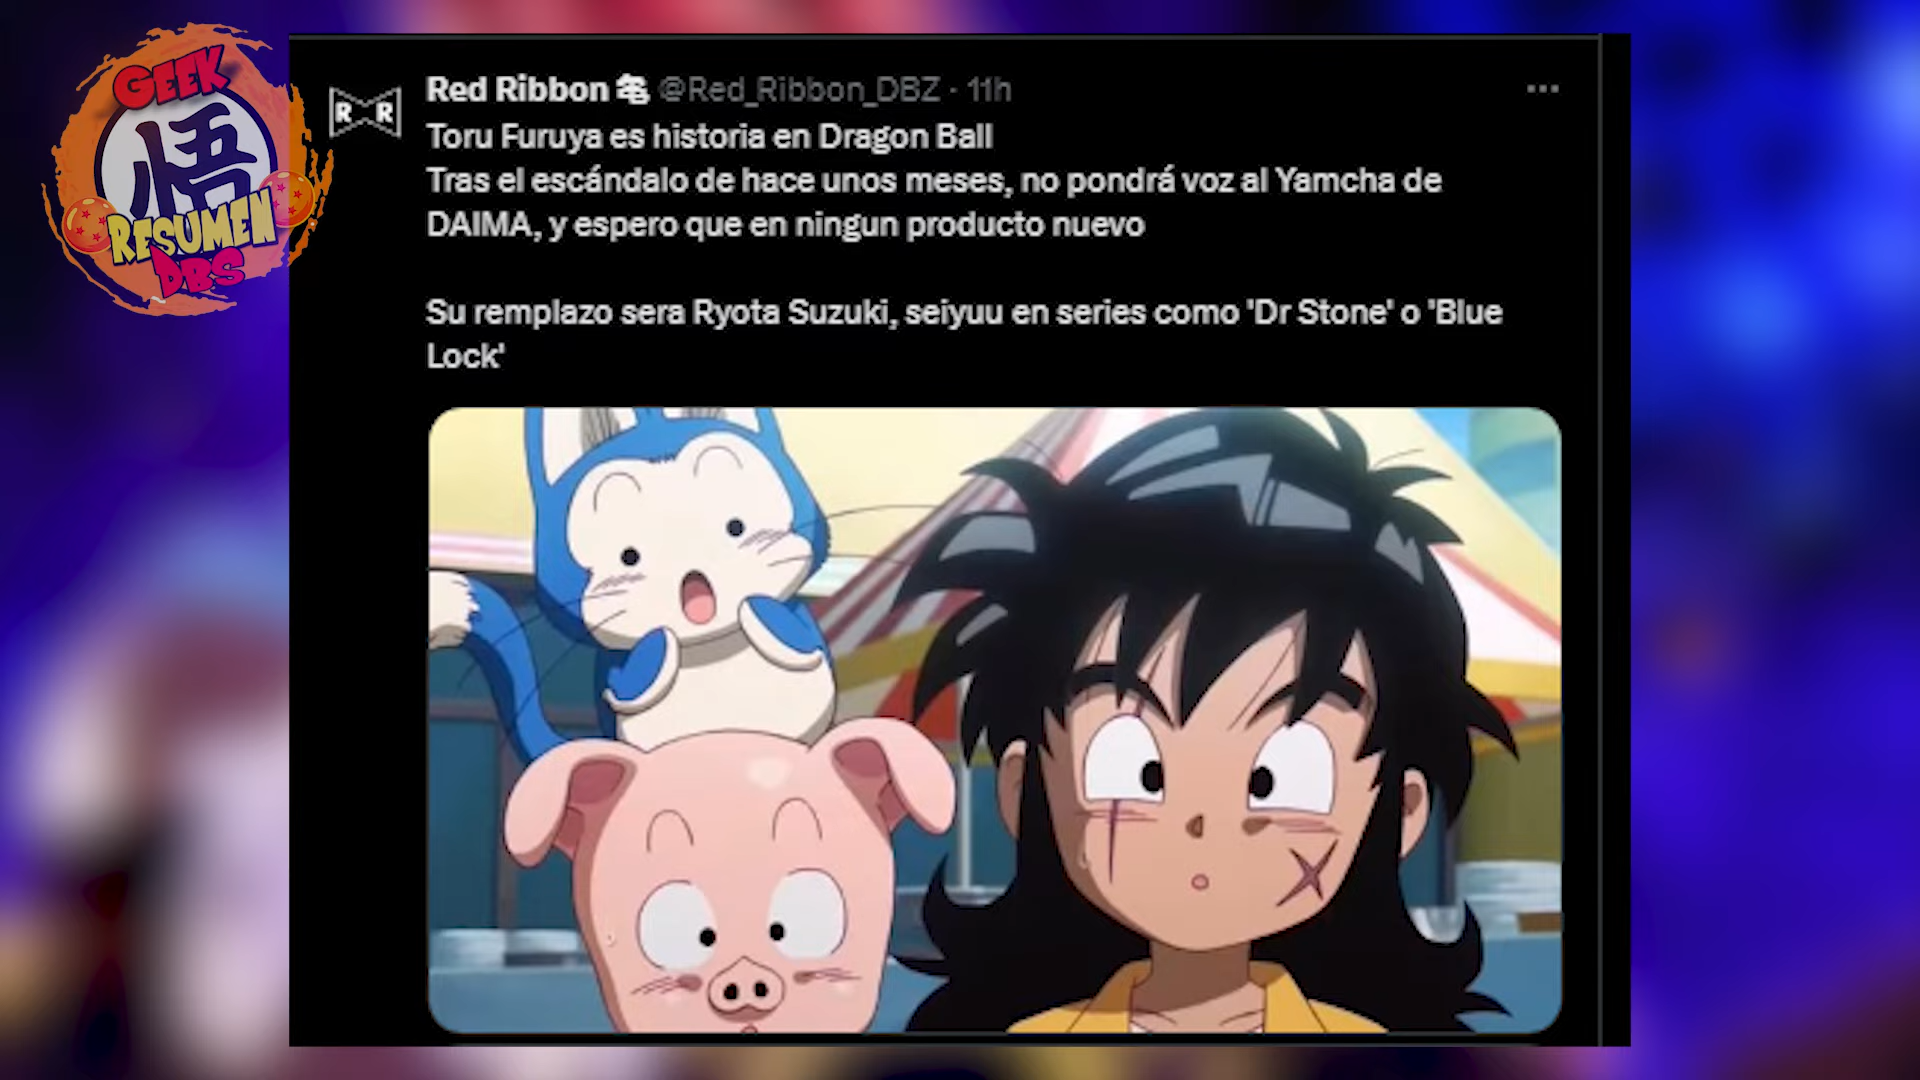 GEEK
悟
RESUMEN
DBS
RR
Red Ribbon 亀 @Red_Ribbon_DBZ · 11h
Toru Furuya es historia en Dragon Ball
Tras el escándalo de hace unos meses, no pondrá voz al Yamcha de
DAIMA, y espero que en ningun producto nuevo
Su remplazo sera Ryota Suzuki, seiyuu en series como 'Dr Stone' o 'Blue
Lock'